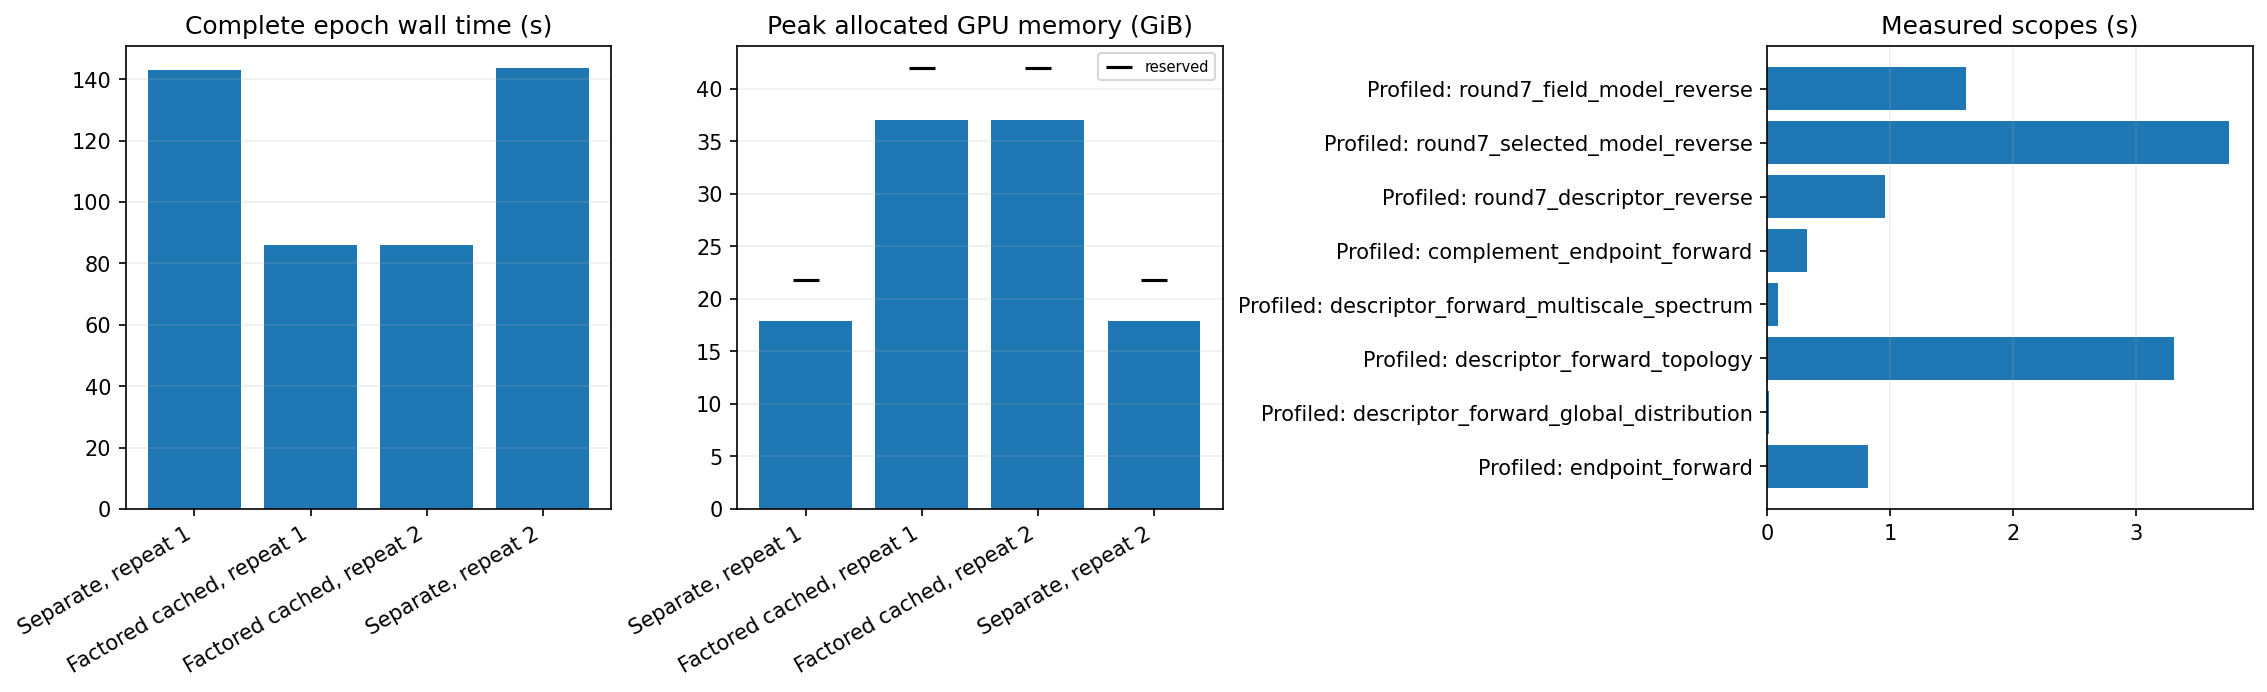 Complete epoch wall time (s)
140
120
100
80
60
40
20
0
Separate, repeat 1
Factored cached, repeat 1
Factored cached, repeat 2
Separate, repeat 2
Peak allocated GPU memory (GiB)
reserved
40
35
30
25
20
15
10
5
0
Separate, repeat 1
Factored cached, repeat 1
Factored cached, repeat 2
Separate, repeat 2
Measured scopes (s)
Profiled: round7_field_model_reverse
Profiled: round7_selected_model_reverse
Profiled: round7_descriptor_reverse
Profiled: complement_endpoint_forward
Profiled: descriptor_forward_multiscale_spectrum
Profiled: descriptor_forward_topology
Profiled: descriptor_forward_global_distribution
Profiled: endpoint_forward
0 1 2 3